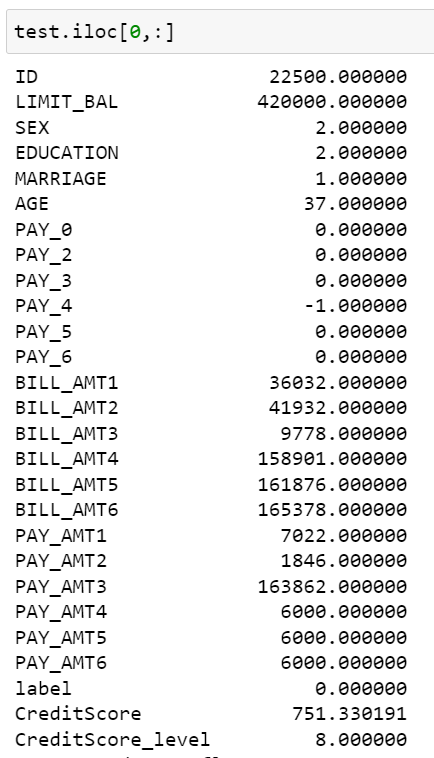 test.iloc[0,:]
ID 22500.000000
LIMIT_BAL 420000.000000
SEX 2.000000
EDUCATION 2.000000
MARRIAGE 1.000000
AGE 37.000000
PAY_0 0.000000
PAY_2 0.000000
PAY_3 0.000000
PAY_4 -1.000000
PAY_5 0.000000
PAY_6 0.000000
BILL_AMT1 36032.000000
BILL_AMT2 41932.000000
BILL_AMT3 9778.000000
BILL_AMT4 158901.000000
BILL_AMT5 161876.000000
BILL_AMT6 165378.000000
PAY_AMT1 7022.000000
PAY_AMT2 1846.000000
PAY_AMT3 163862.000000
PAY_AMT4 6000.000000
PAY_AMT5 6000.000000
PAY_AMT6 6000.000000
label 0.000000
CreditScore 751.330191
CreditScore_level 8.000000